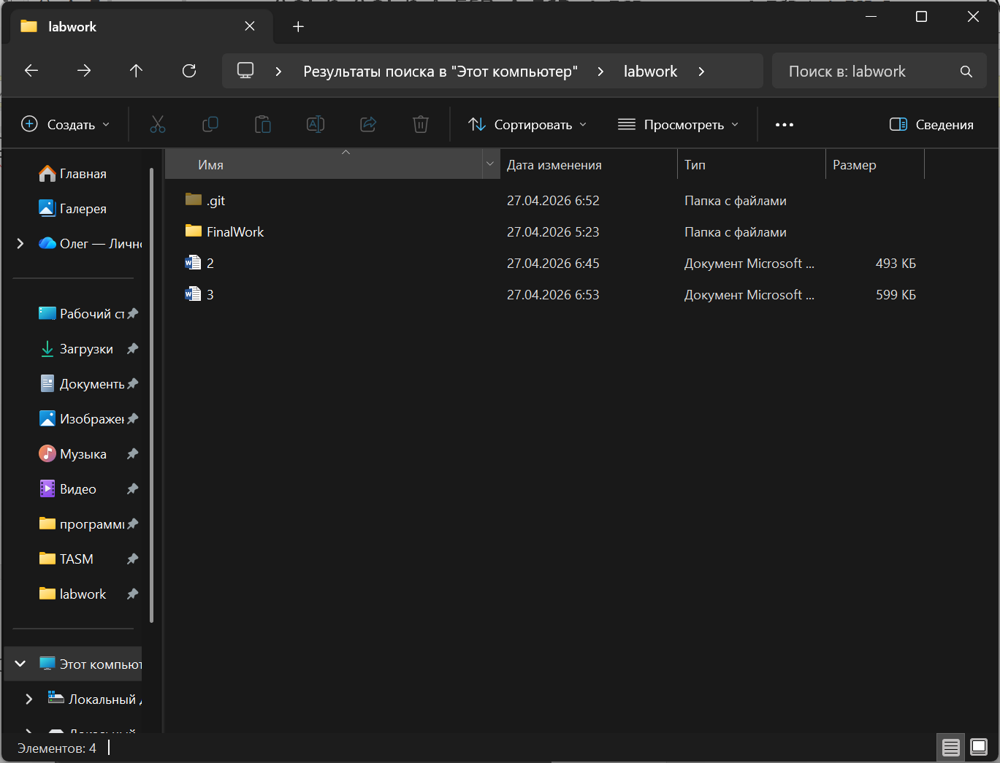 labwork
Результаты поиска в "Этот компьютер" labwork
Поиск в: labwork
Создать
Сортировать
Просмотреть
Сведения
Имя Дата изменения Тип Размер
.git 27.04.2026 6:52 Папка с файлами
FinalWork 27.04.2026 5:23 Папка с файлами
2 27.04.2026 6:45 Документ Microsoft ... 493 КБ
3 27.04.2026 6:53 Документ Microsoft ... 599 КБ
Главная
Галерея
Олег — Личн
Рабочий ст
Загрузки
Документы
Изображен
Музыка
Видео
программы
TASM
labwork
Этот компьют
Локальный д
Локальный
Элементов: 4